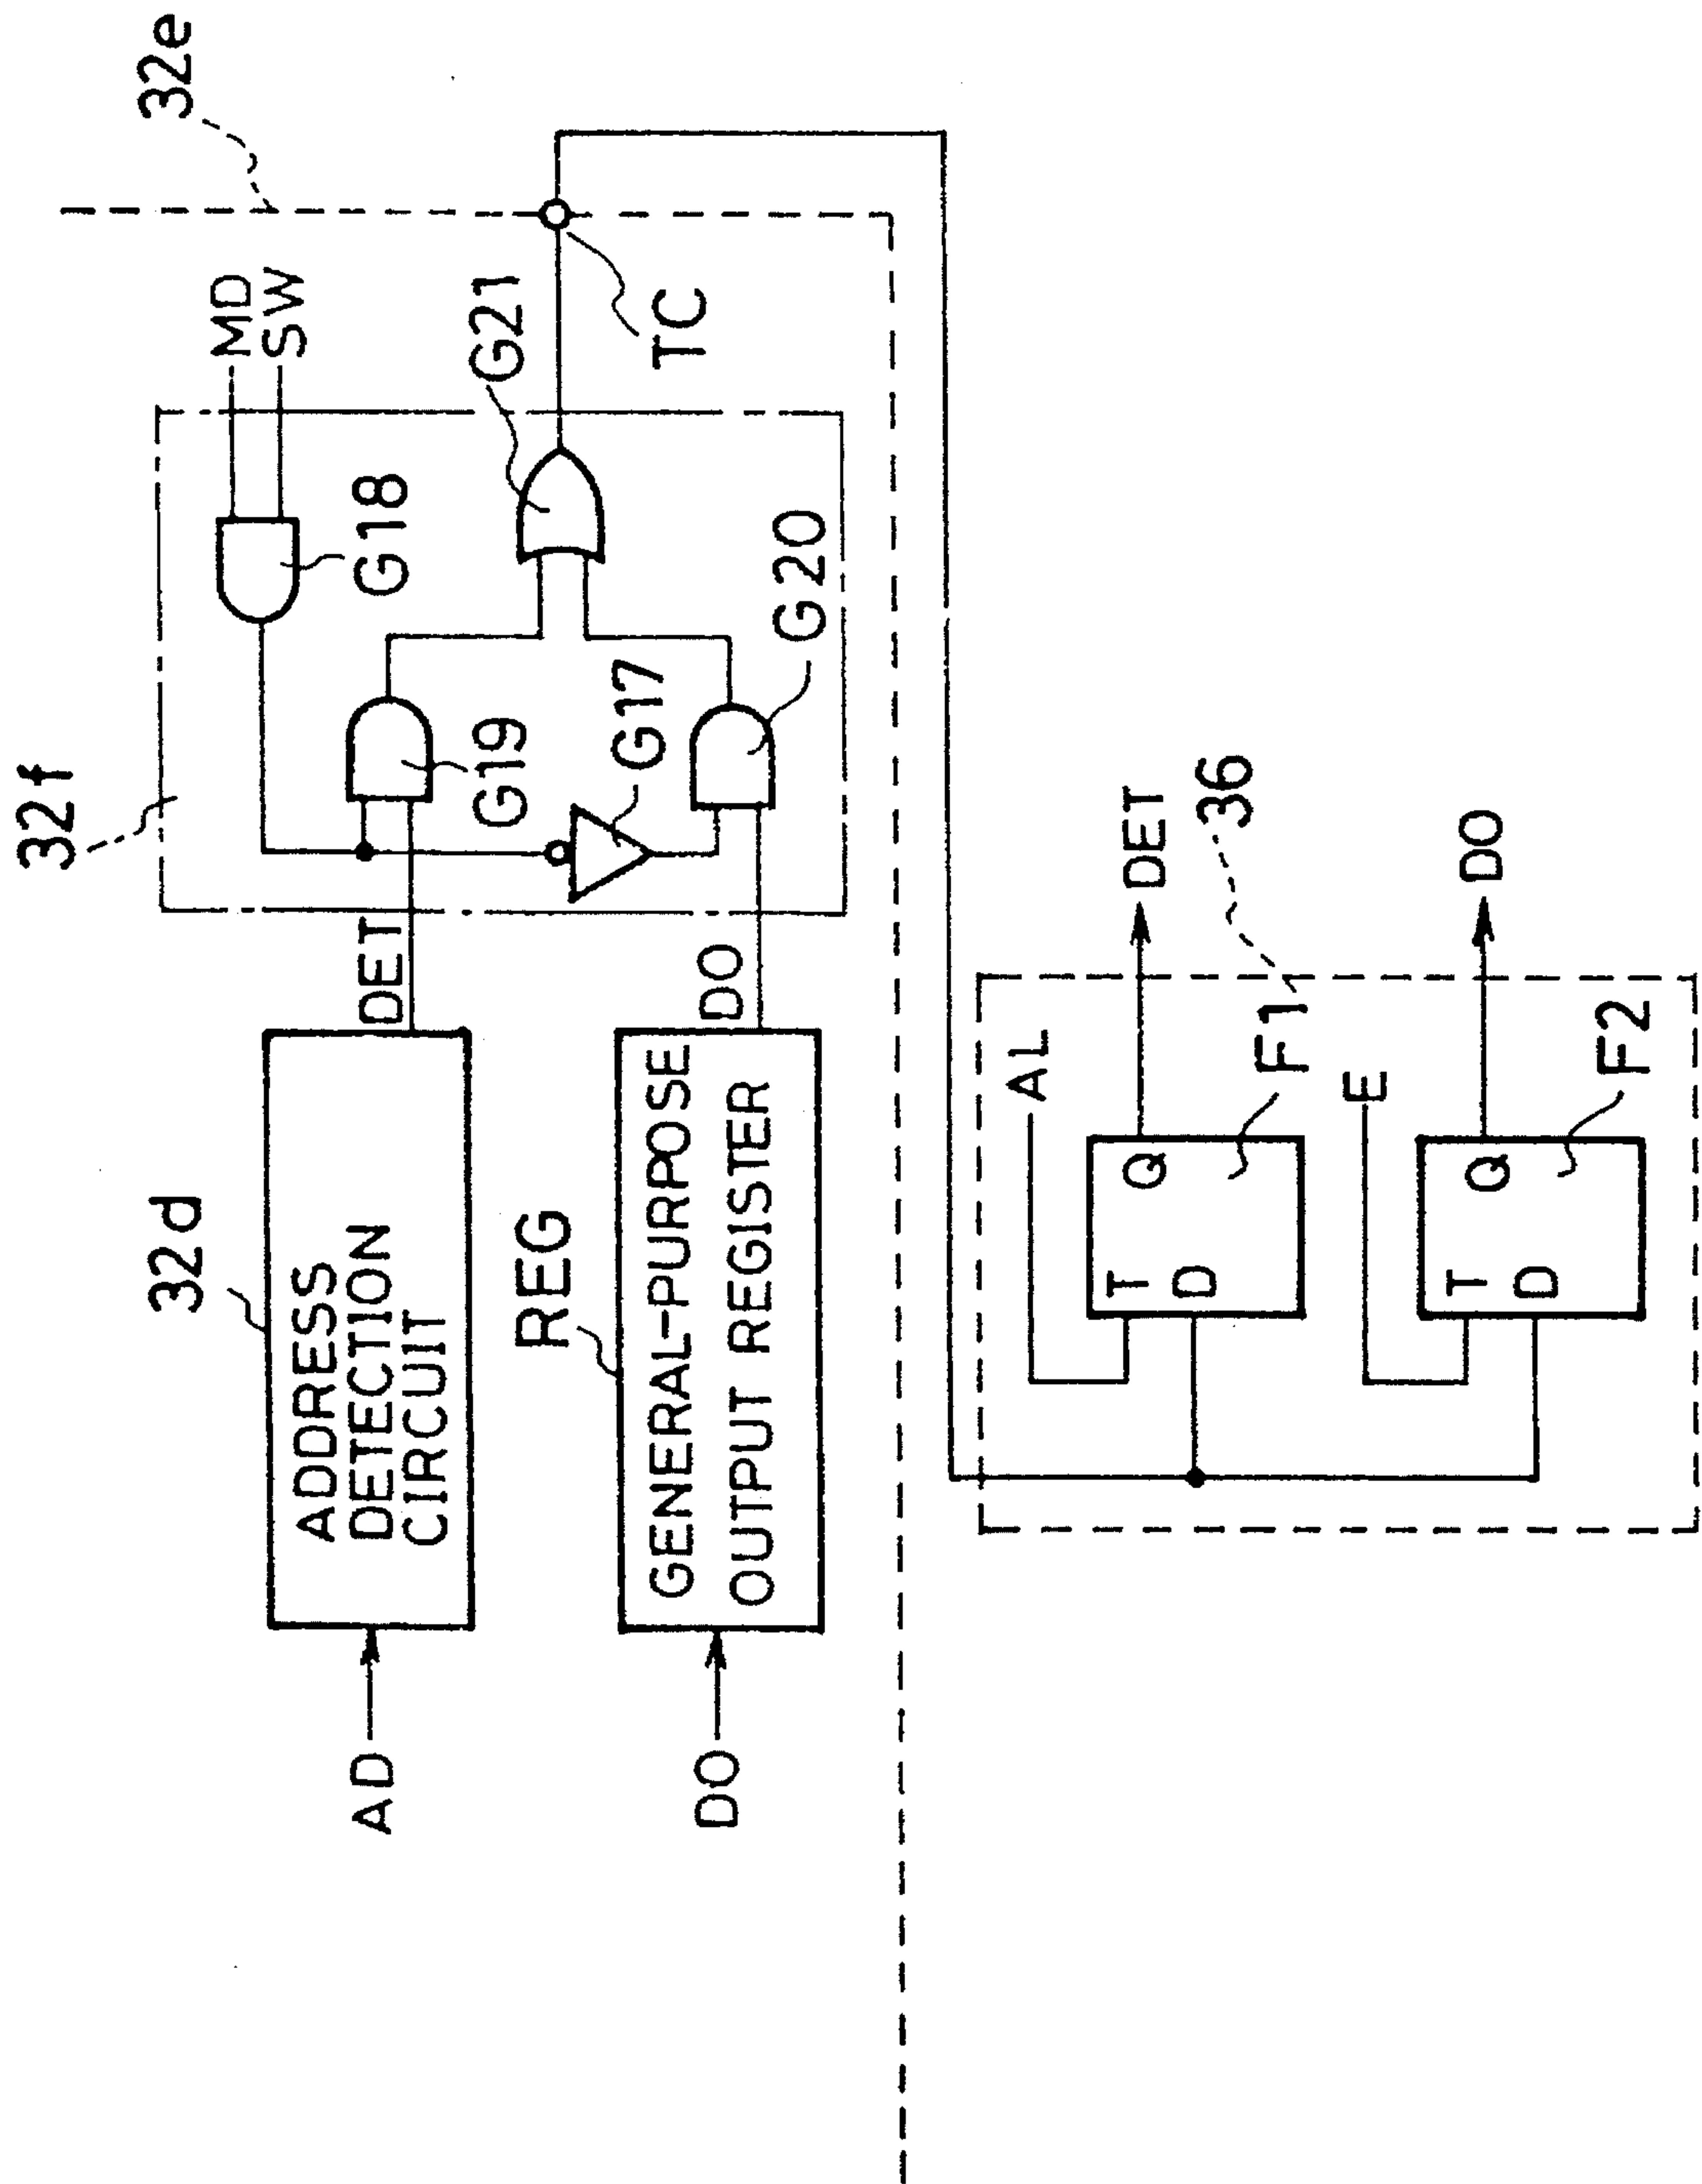 32e
MD
SW
32f
G18
G21
TC
G19
G17
G20
32d
DET
ADDRESS
DETECTION
CIRCUIT
AD
REG
DO
GENERAL-PURPOSE
OUTPUT REGISTER
DO
36
AL
DET
T Q
D
F1
E
DO
T Q
D
F2